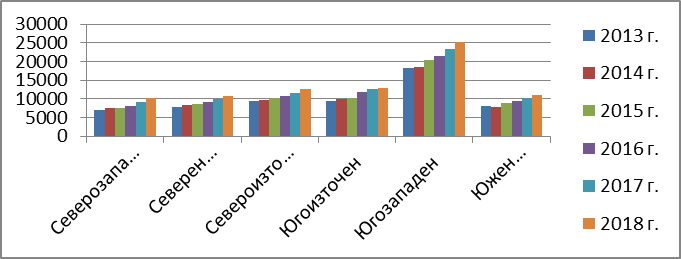 30000
25000
20000
15000
10000
5000
0
Северозапа...
Северен...
Североизто...
Югоизточен
Югозападен
Южен...
2013 г.
2014 г.
2015 г.
2016 г.
2017 г.
2018 г.